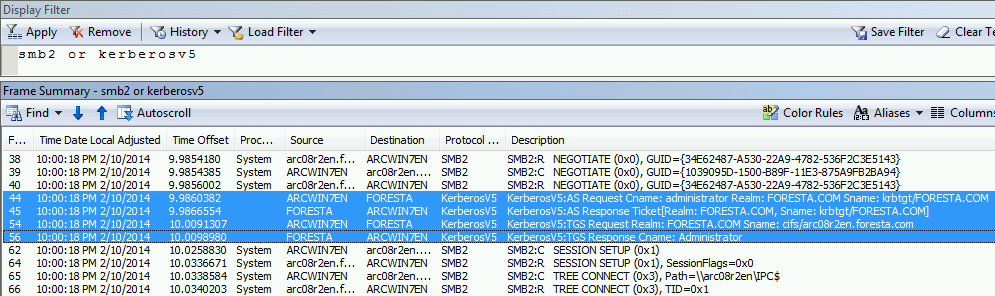 Display Filter
Apply Remove History Load Filter Save Filter Clear Te
smb2 or kerberosv5
Frame Summary - smb2 or kerberosv5
Find Autoscroll Color Rules Aliases Columns
F... Time Date Local Adjusted Time Offset Proc... Source Destination Protocol ... Description
38 10:00:18 PM 2/10/2014 9.9854180 System arc08r2en.f... ARCWIN7EN SMB2 SMB2:R NEGOTIATE (0x0), GUID={34E62487-A530-22A9-4782-536F2C3E5143}
39 10:00:18 PM 2/10/2014 9.9854385 System ARCWIN7EN arc08r2en.... SMB2 SMB2:C NEGOTIATE (0x0), GUID={1039095D-1500-B89F-11E3-875A9FB2BA94}
40 10:00:18 PM 2/10/2014 9.9856002 System arc08r2en.f... ARCWIN7EN SMB2 SMB2:R NEGOTIATE (0x0), GUID={34E62487-A530-22A9-4782-536F2C3E5143}
44 10:00:18 PM 2/10/2014 9.9860382 ARCWIN7EN FORESTA KerberosV5 KerberosV5:AS Request Cname: administrator Realm: FORESTA.COM Sname: krbtgt/FORESTA.COM
45 10:00:18 PM 2/10/2014 9.9866554 FORESTA ARCWIN7EN KerberosV5 KerberosV5:AS Response Ticket[Realm: FORESTA.COM, Sname: krbtgt/FORESTA.COM]
54 10:00:18 PM 2/10/2014 10.0091307 ARCWIN7EN FORESTA KerberosV5 KerberosV5:TGS Request Realm: FORESTA.COM Sname: cifs/arc08r2en.foresta.com
56 10:00:18 PM 2/10/2014 10.0098980 FORESTA ARCWIN7EN KerberosV5 KerberosV5:TGS Response Cname: Administrator
62 10:00:18 PM 2/10/2014 10.0258830 System ARCWIN7EN arc08r2en.... SMB2 SMB2:C SESSION SETUP (0x1)
64 10:00:18 PM 2/10/2014 10.0336671 System arc08r2en.f... ARCWIN7EN SMB2 SMB2:R SESSION SETUP (0x1), SessionFlags=0x0
65 10:00:18 PM 2/10/2014 10.0338584 System ARCWIN7EN arc08r2en.... SMB2 SMB2:C TREE CONNECT (0x3), Path=\\arc08r2en\IPC$
66 10:00:18 PM 2/10/2014 10.0340203 System arc08r2en.f... ARCWIN7EN SMB2 SMB2:R TREE CONNECT (0x3), TID=0x1